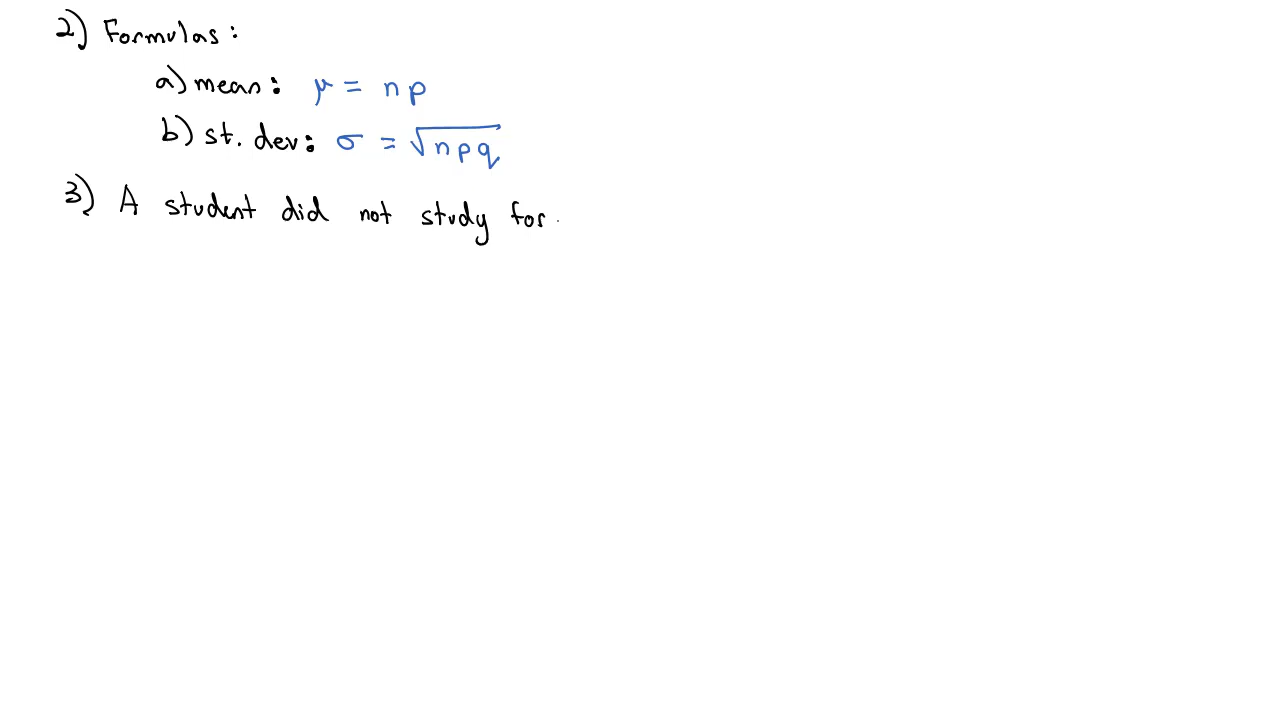 2) Formulas:
a) mean: μ = np
b) st. dev: σ = √npq
3) A student did not study for